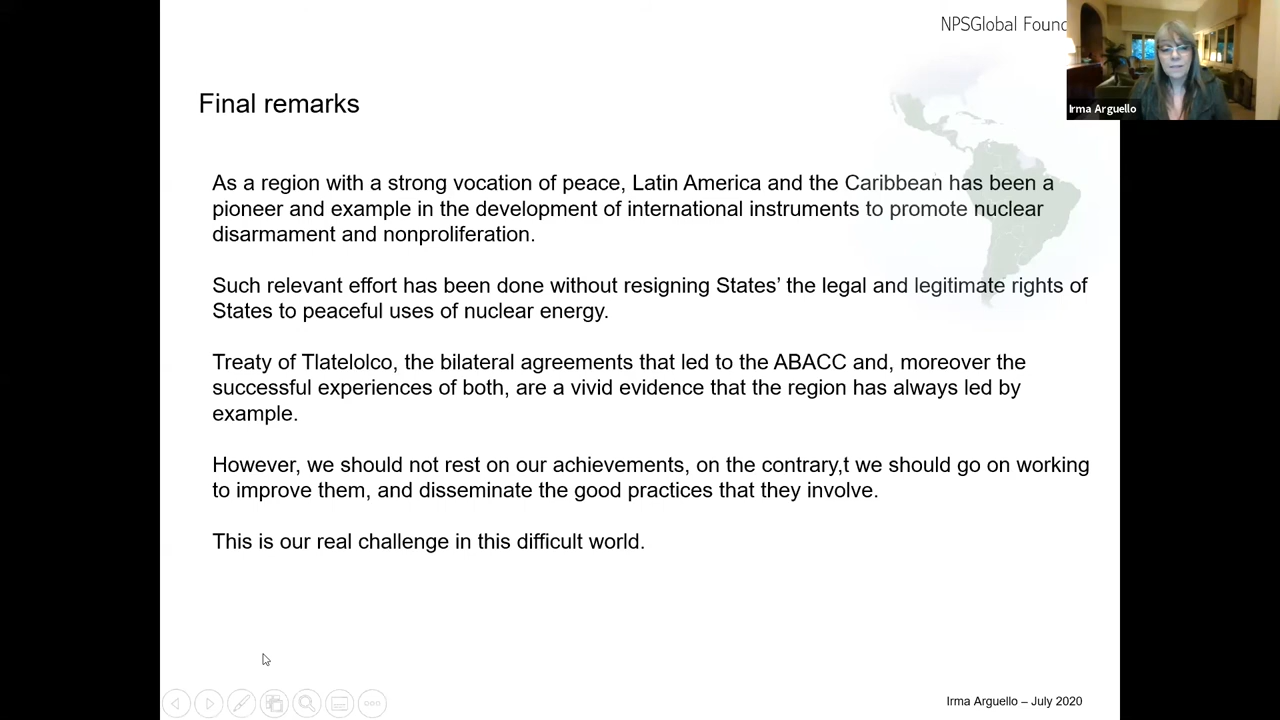 NPSGlobal Foun
Irma Arguello
Final remarks
As a region with a strong vocation of peace, Latin America and the Caribbean has been a
pioneer and example in the development of international instruments to promote nuclear
disarmament and nonproliferation.
Such relevant effort has been done without resigning States’ the legal and legitimate rights of
States to peaceful uses of nuclear energy.
Treaty of Tlatelolco, the bilateral agreements that led to the ABACC and, moreover the
successful experiences of both, are a vivid evidence that the region has always led by
example.
However, we should not rest on our achievements, on the contrary,t we should go on working
to improve them, and disseminate the good practices that they involve.
This is our real challenge in this difficult world.
Irma Arguello – July 2020